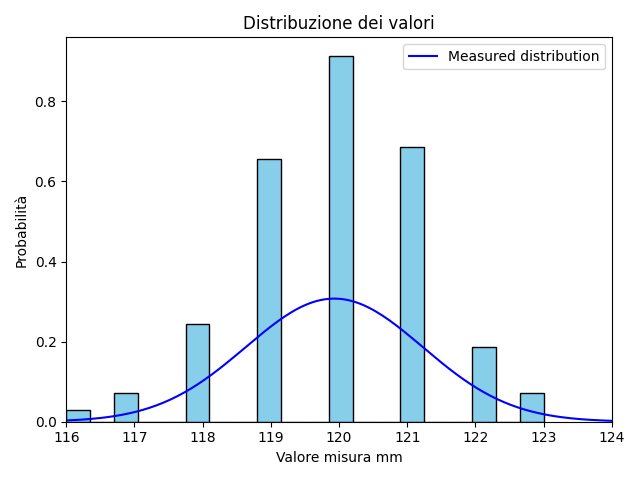 Distribuzione dei valori
Measured distribution
0.8
0.6
0.4
0.2
0.0
Probabilità
116 117 118 119 120 121 122 123 124
Valore misura mm